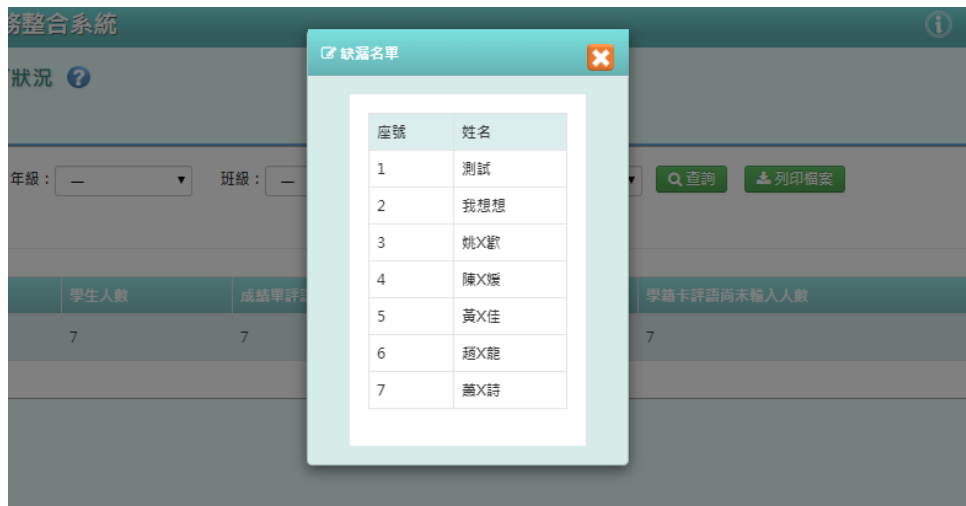 務整合系統
狀況
年級： —
班級： —
查詢
列印檔案
學生人數
成績單評語
學籍卡評語尚未輸入人數
7
7
7
缺漏名單
座號 姓名
1 測試
2 我想想
3 姚X歡
4 陳X媛
5 黃X佳
6 趙X龍
7 蕭X詩